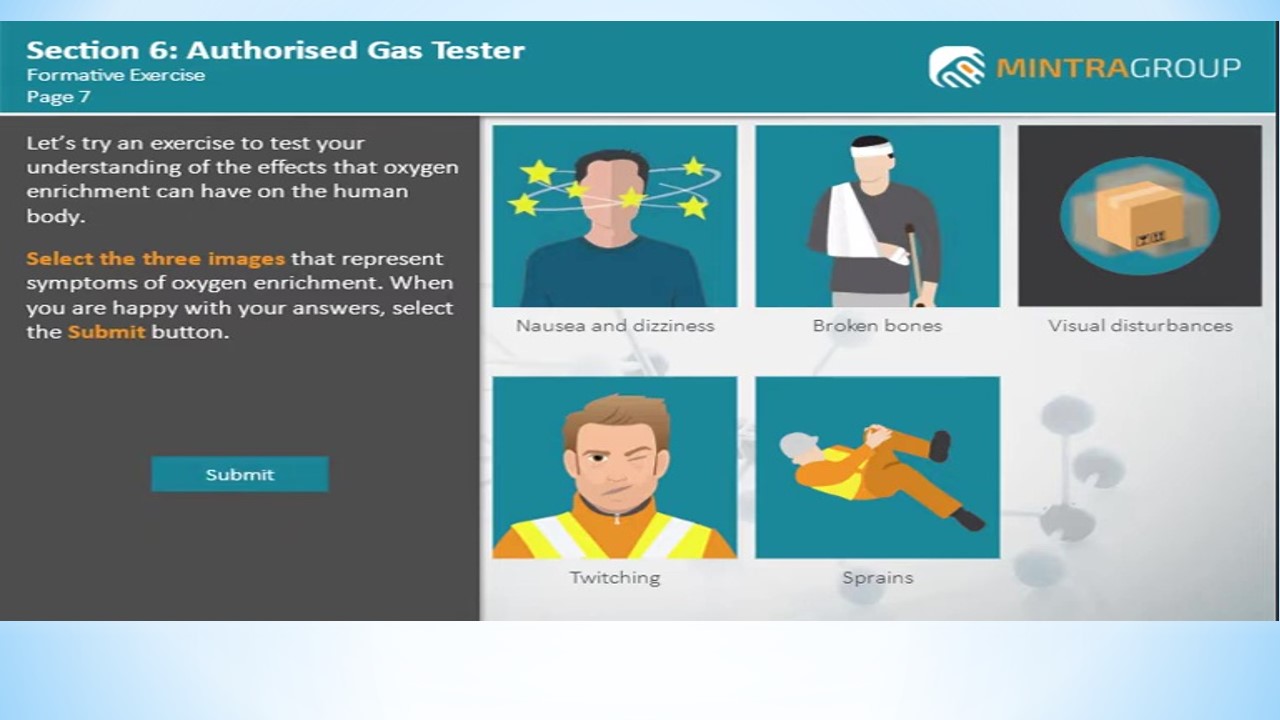 Section 6: Authorised Gas Tester
Formative Exercise
Page 7
MINTRAGROUP
Let's try an exercise to test your
understanding of the effects that oxygen
enrichment can have on the human
body.
Select the three images that represent
symptoms of oxygen enrichment. When
you are happy with your answers, select
the Submit button.
Submit
Nausea and dizziness
Broken bones
Visual disturbances
Twitching
Sprains